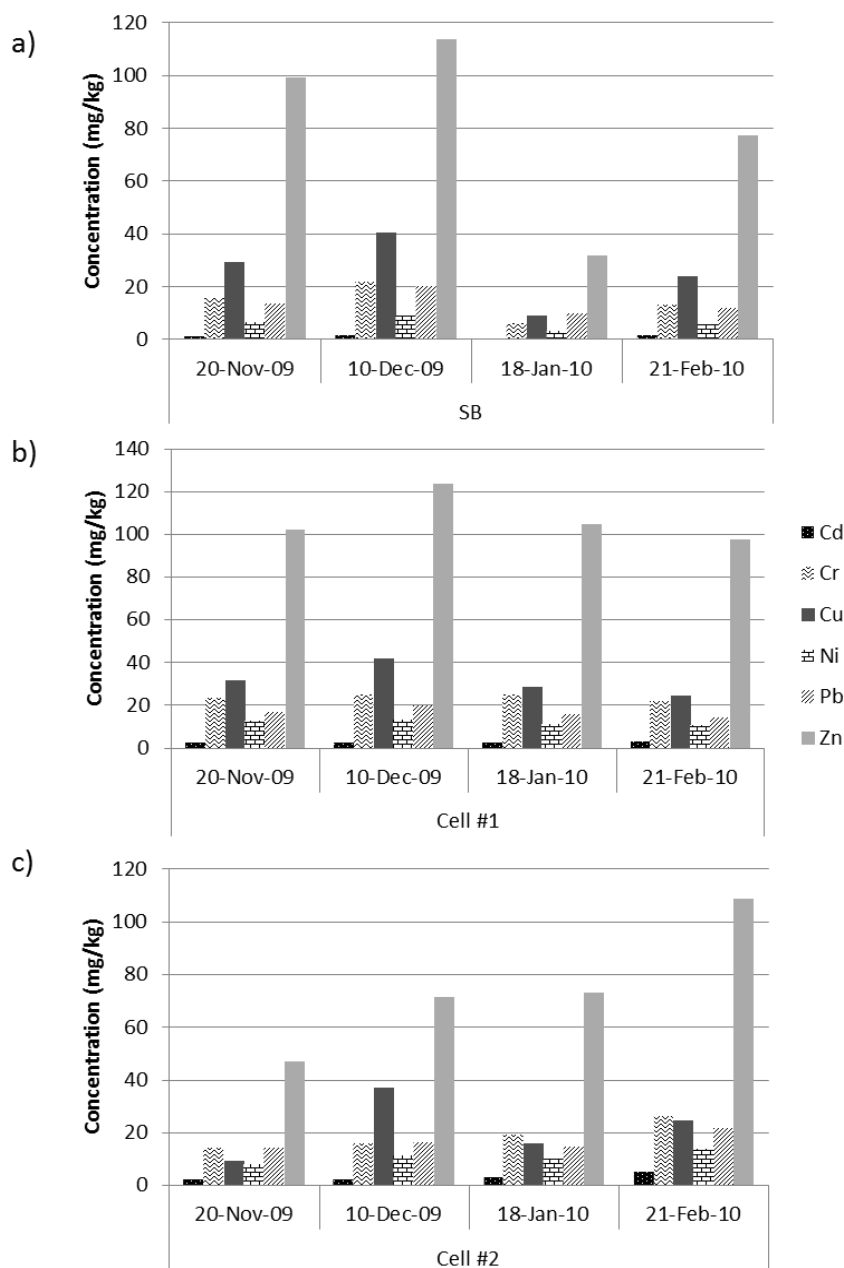 a)
Concentration (mg/kg)
120
100
80
60
40
20
0
20-Nov-09 10-Dec-09 18-Jan-10 21-Feb-10
SB
b)
Concentration (mg/kg)
140
120
100
80
60
40
20
0
20-Nov-09 10-Dec-09 18-Jan-10 21-Feb-10
Cell #1
Cd
Cr
Cu
Ni
Pb
Zn
c)
Concentration (mg/kg)
120
100
80
60
40
20
0
20-Nov-09 10-Dec-09 18-Jan-10 21-Feb-10
Cell #2